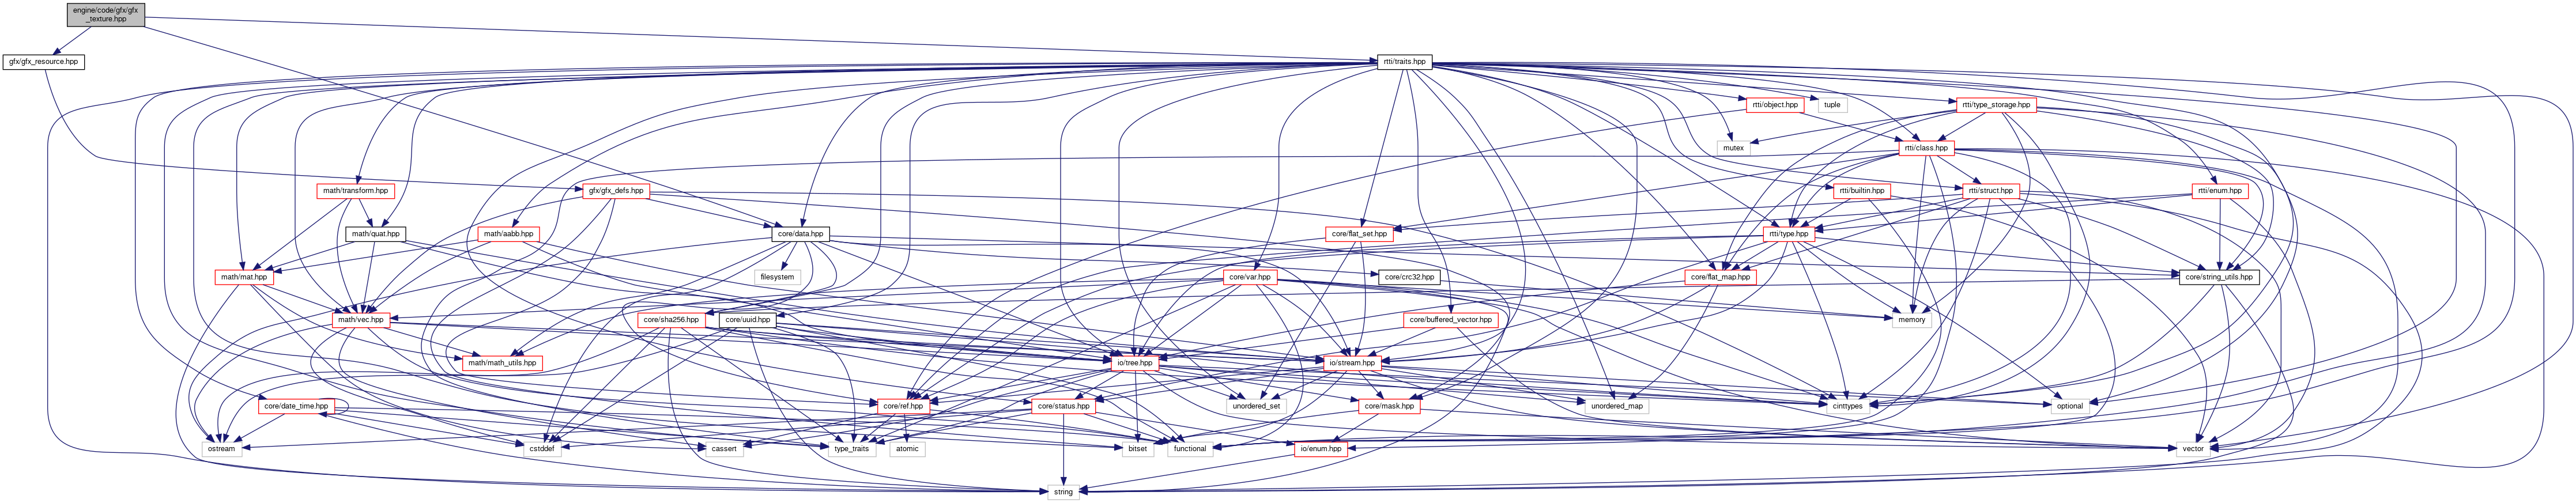 engine/code/gfx/gfx
_texture.hpp
gfx/gfx_resource.hpp
rtti/traits.hpp
rtti/object.hpp
tuple
rtti/type_storage.hpp
mutex
rtti/class.hpp
math/transform.hpp
gfx/gfx_defs.hpp
rtti/builtin.hpp
rtti/struct.hpp
rtti/enum.hpp
math/quat.hpp
math/aabb.hpp
core/data.hpp
core/flat_set.hpp
rtti/type.hpp
math/mat.hpp
filesystem
core/var.hpp
core/crc32.hpp
core/flat_map.hpp
core/string_utils.hpp
math/vec.hpp
core/sha256.hpp
core/uuid.hpp
core/buffered_vector.hpp
memory
math/math_utils.hpp
io/tree.hpp
io/stream.hpp
core/date_time.hpp
core/ref.hpp
core/status.hpp
unordered_set
core/mask.hpp
unordered_map
cinttypes
optional
ostream
cstddef
cassert
type_traits
atomic
bitset
functional
io/enum.hpp
vector
string